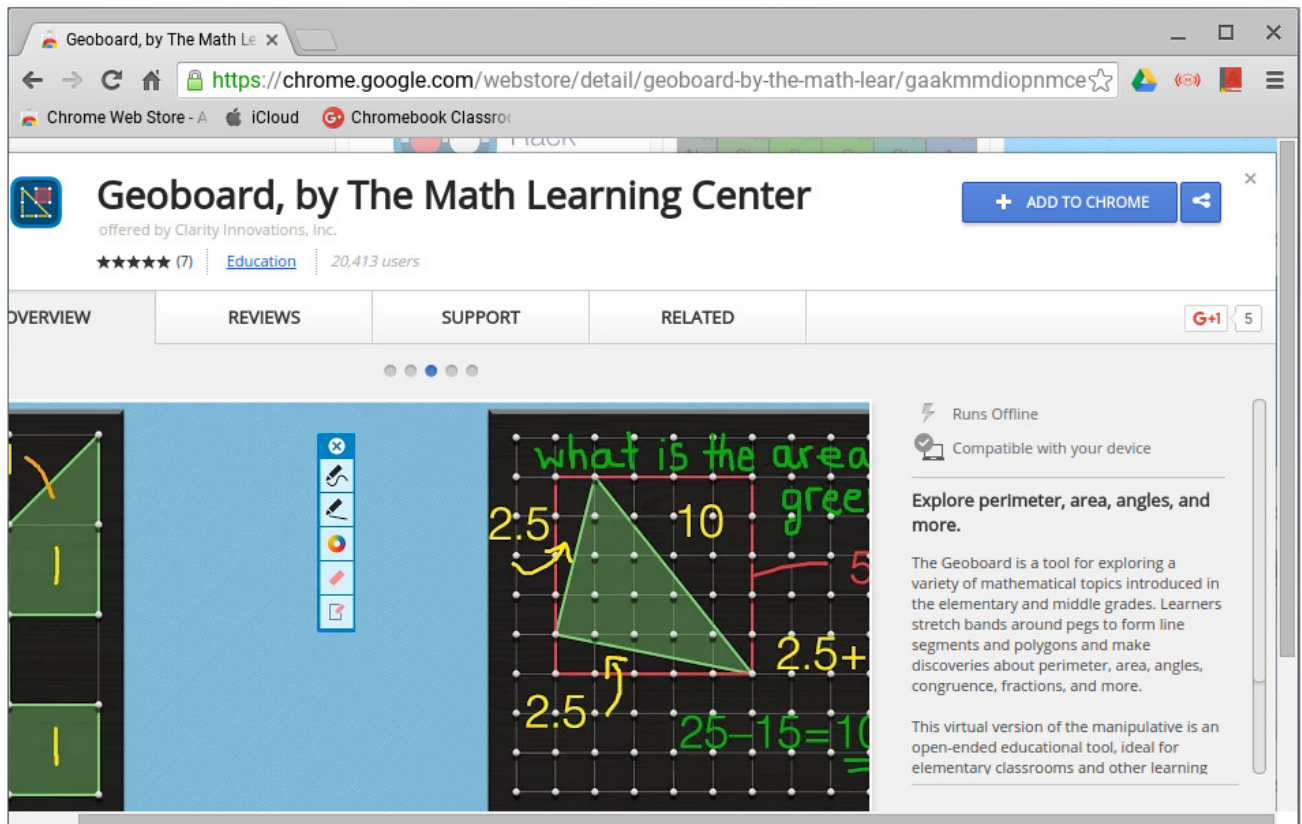 Geoboard, by The Math Le
https://chrome.google.com/webstore/detail/geoboard-by-the-math-lear/gaakmmdiopnmce
Chrome Web Store - A iCloud Chromebook Classro
Geoboard, by The Math Learning Center
+ ADD TO CHROME
offered by Clarity Innovations, Inc.
★★★★★ (7) Education 20,413 users
OVERVIEW REVIEWS SUPPORT RELATED
G+1 5
what is the area
gree
2.5 10
5
1
2.5+
2.5
25-15=10
1
Runs Offline
Compatible with your device
Explore perimeter, area, angles, and
more.
The Geoboard is a tool for exploring a
variety of mathematical topics introduced in
the elementary and middle grades. Learners
stretch bands around pegs to form line
segments and polygons and make
discoveries about perimeter, area, angles,
congruence, fractions, and more.
This virtual version of the manipulative is an
open-ended educational tool, ideal for
elementary classrooms and other learning